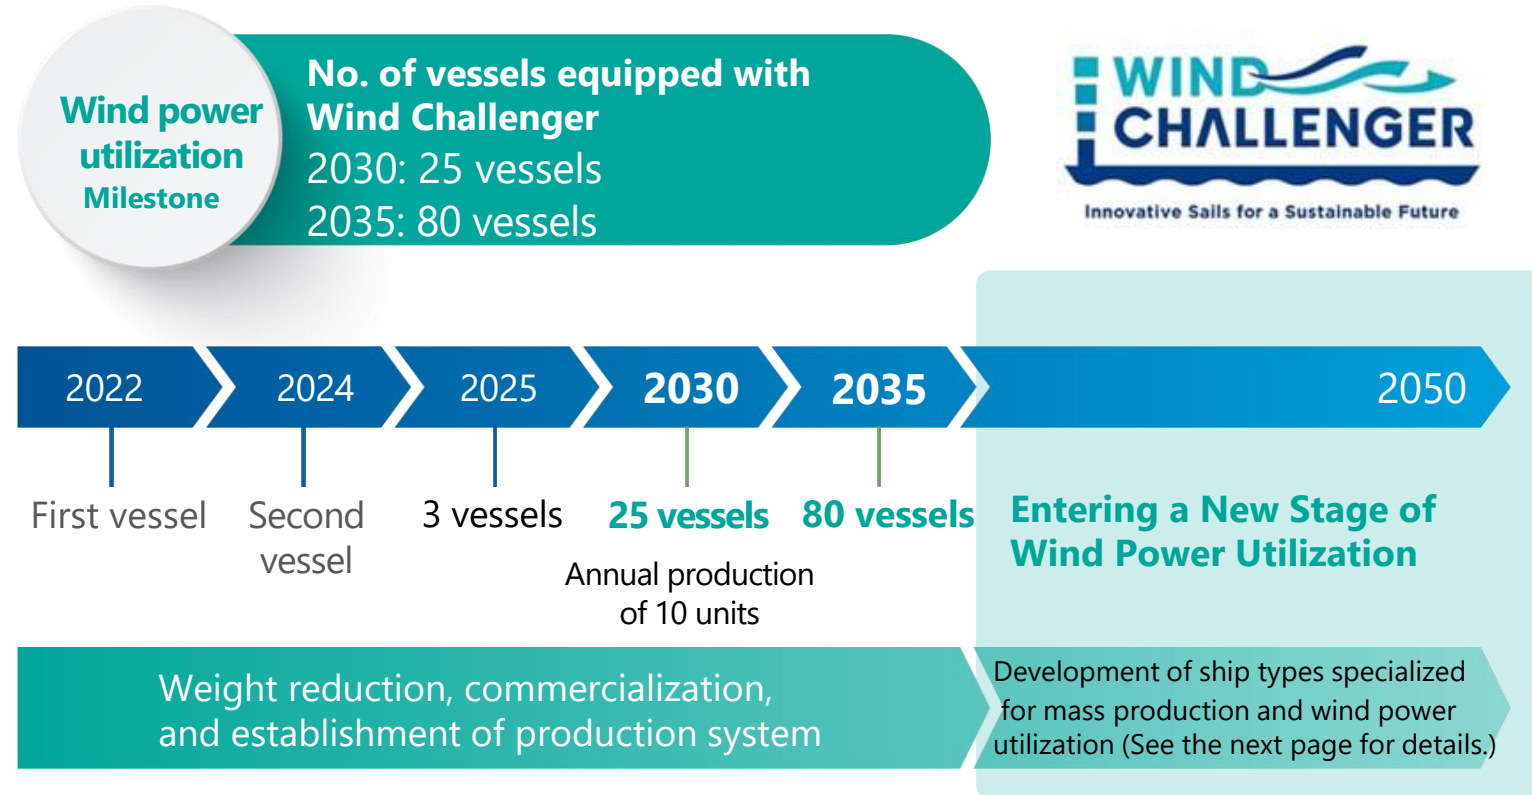 Wind power
utilization
Milestone
No. of vessels equipped with
Wind Challenger
2030: 25 vessels
2035: 80 vessels
WIND
CHALLENGER
Innovative Sails for a Sustainable Future
2022
2024
2025
2030
2035
2050
First vessel
Second
vessel
3 vessels
25 vessels
80 vessels
Annual production
of 10 units
Entering a New Stage of
Wind Power Utilization
Weight reduction, commercialization,
and establishment of production system
Development of ship types specialized
for mass production and wind power
utilization (See the next page for details.)